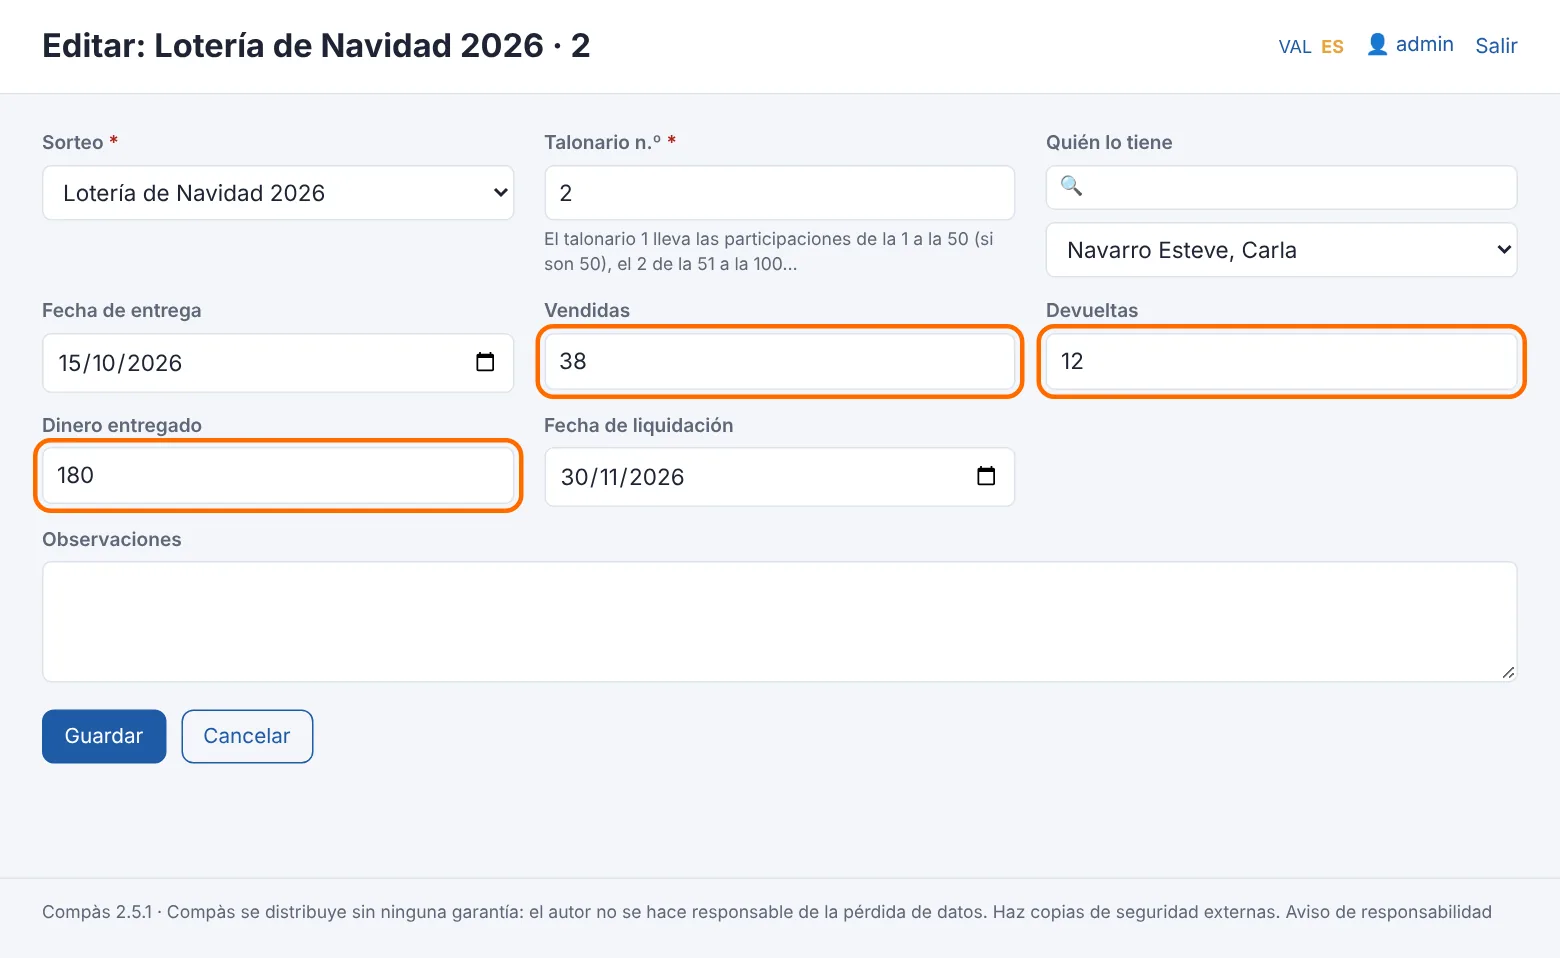 Editar: Lotería de Navidad 2026 · 2
VAL ES admin Salir
Sorteo *
Lotería de Navidad 2026
Talonario n.º *
2
El talonario 1 lleva las participaciones de la 1 a la 50 (si
son 50), el 2 de la 51 a la 100...
Quién lo tiene
Navarro Esteve, Carla
Fecha de entrega
15/10/2026
Vendidas
38
Devueltas
12
Dinero entregado
180
Fecha de liquidación
30/11/2026
Observaciones
Guardar
Cancelar
Compàs 2.5.1 · Compàs se distribuye sin ninguna garantía: el autor no se hace responsable de la pérdida de datos. Haz copias de seguridad externas. Aviso de responsabilidad